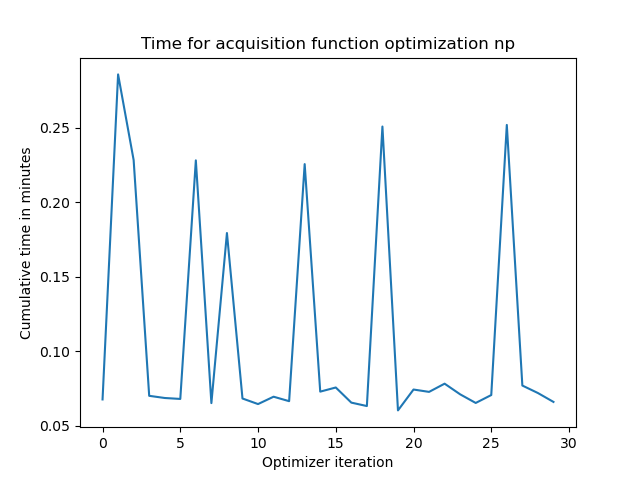 Time for acquisition function optimization np
Cumulative time in minutes
0.25
0.20
0.15
0.10
0.05
0 5 10 15 20 25 30
Optimizer iteration